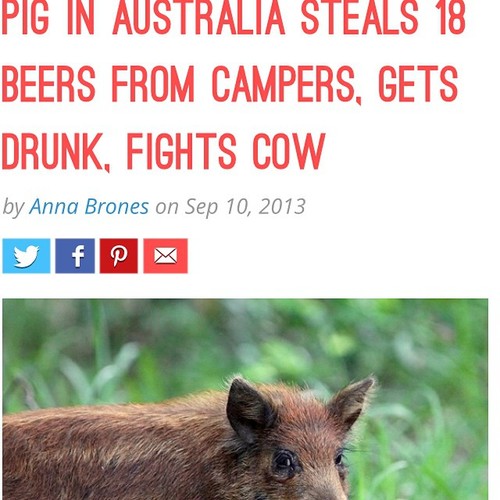 PIG IN AUSTRALIA STEALS 18
BEERS FROM CAMPERS, GETS
DRUNK, FIGHTS COW
by Anna Brones on Sep 10, 2013